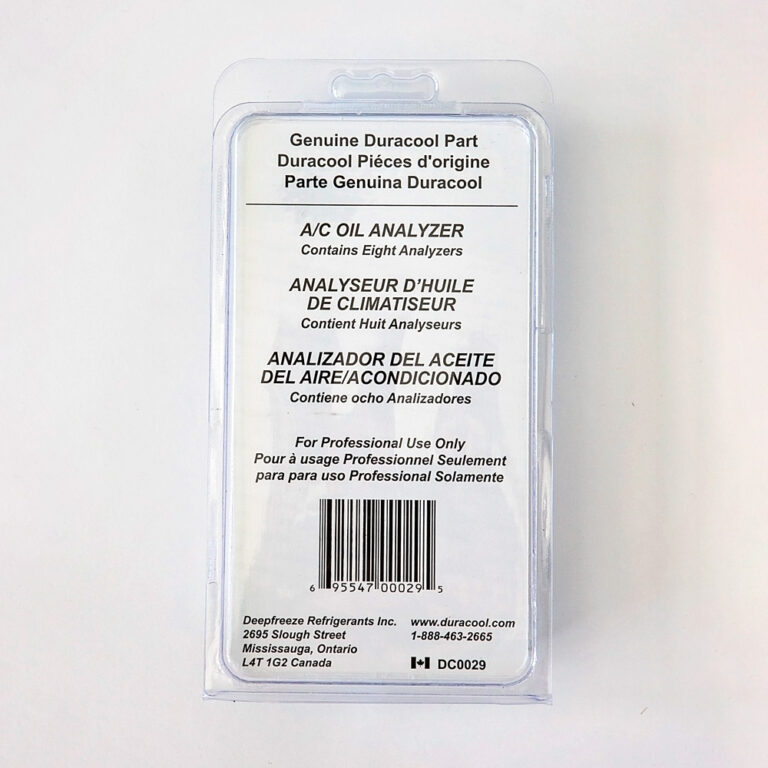 Genuine Duracool Part
Duracool Piéces d'origine
Parte Genuina Duracool
A/C OIL ANALYZER
Contains Eight Analyzers
ANALYSEUR D'HUILE
DE CLIMATISEUR
Contient Huit Analyseurs
ANALIZADOR DEL ACEITE
DEL AIRE/ACONDICIONADO
Contiene ocho Analizadores
For Professional Use Only
Pour à usage Professionnel Seulement
para para uso Professional Solamente
6 95547 00029 5
Deepfreeze Refrigerants Inc.
2695 Slough Street
Mississauga, Ontario
L4T 1G2 Canada
www.duracool.com
1-888-463-2665
DC0029